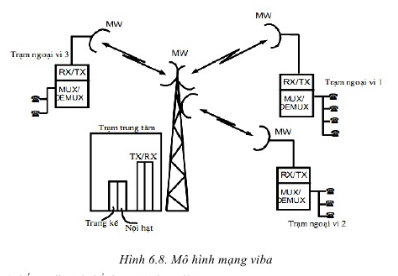 MW
MW
MW
Trạm ngoại vi 3
RX/TX
MUX/
DEMUX
RX/TX
Trạm ngoại vi 1
MUX/
DEMUX
Trạm trung tâm
MW
TX/RX
RX/TX
MUX/
DEMUX
Trung kế
Nội hạt
Trạm ngoại vi 2
Hình 6.8. Mô hình mạng viba